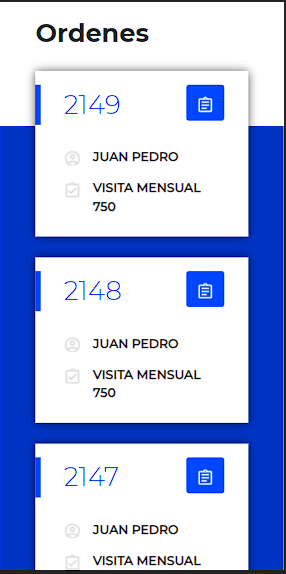 Ordenes
2149
JUAN PEDRO
VISITA MENSUAL
750
2148
JUAN PEDRO
VISITA MENSUAL
750
2147
JUAN PEDRO
VISITA MENSUAL